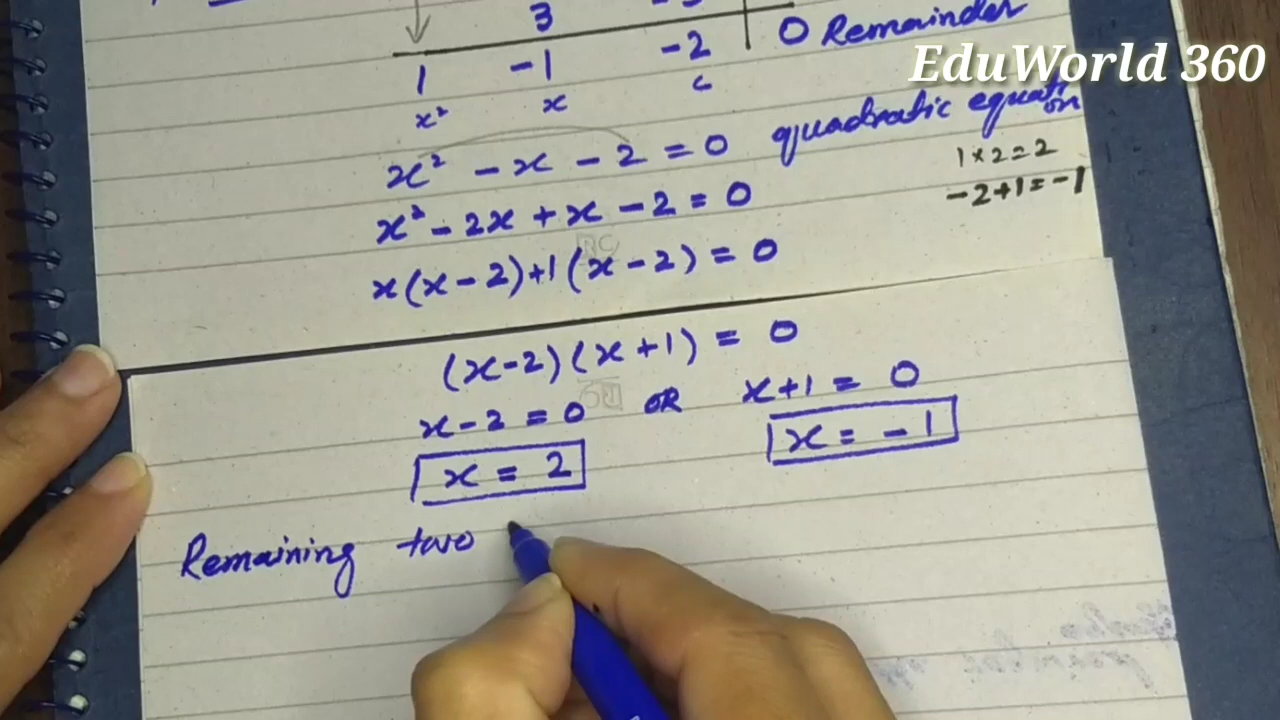 3
0 Remainder
1 -1 -2
x² x c
EduWorld 360
x² - x - 2 = 0 quadratic equation
1 × 2 = 2
-2+1 = -1
x² - 2x + x - 2 = 0
x(x-2)+1(x-2) = 0
(x-2)(x+1) = 0
x-2 = 0 OR x+1 = 0
x = 2 x = -1
Remaining two